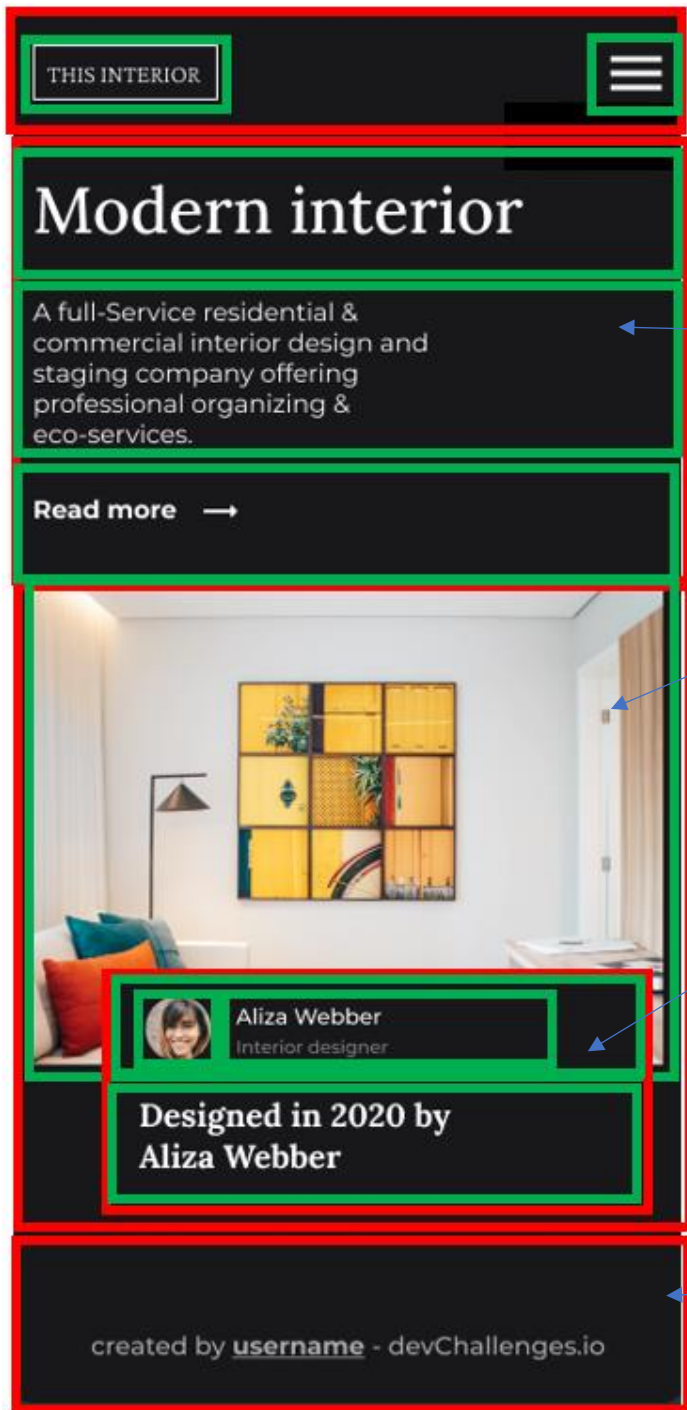 THIS INTERIOR
Modern interior
A full-Service residential &
commercial interior design and
staging company offering
professional organizing &
eco-services.
Read more →
Aliza Webber
Interior designer
Designed in 2020 by
Aliza Webber
created by username - devChallenges.io